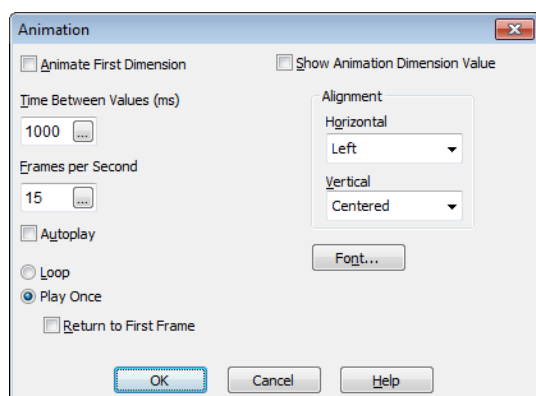 Animation
Animate First Dimension
Show Animation Dimension Value
Time Between Values (ms)
1000 ...
Frames per Second
15 ...
Autoplay
Loop
Play Once
Return to First Frame
Alignment
Horizontal
Left
Vertical
Centered
Font...
OK
Cancel
Help